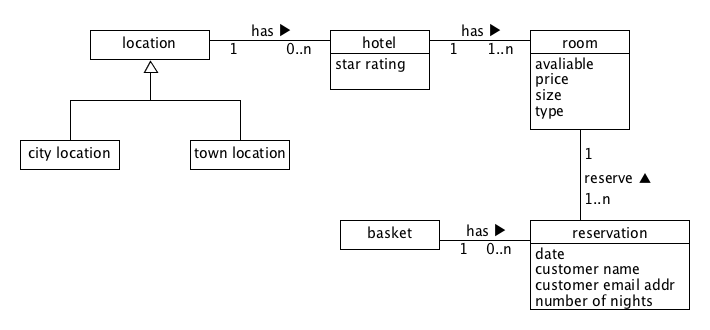 has ▶
has ▶
location
hotel
room
1
0..n
1
1..n
star rating
avaliable
price
size
type
city location
town location
1
reserve ▲
1..n
basket
has ▶
reservation
1
0..n
date
customer name
customer email addr
number of nights